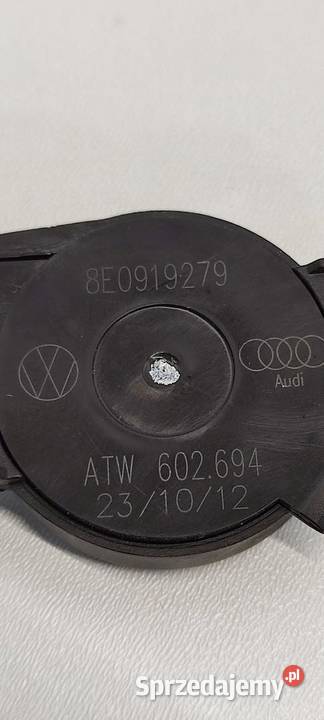 8E0919279
Audi
ATW 602.694
23/10/12
Sprzedajemy.pl